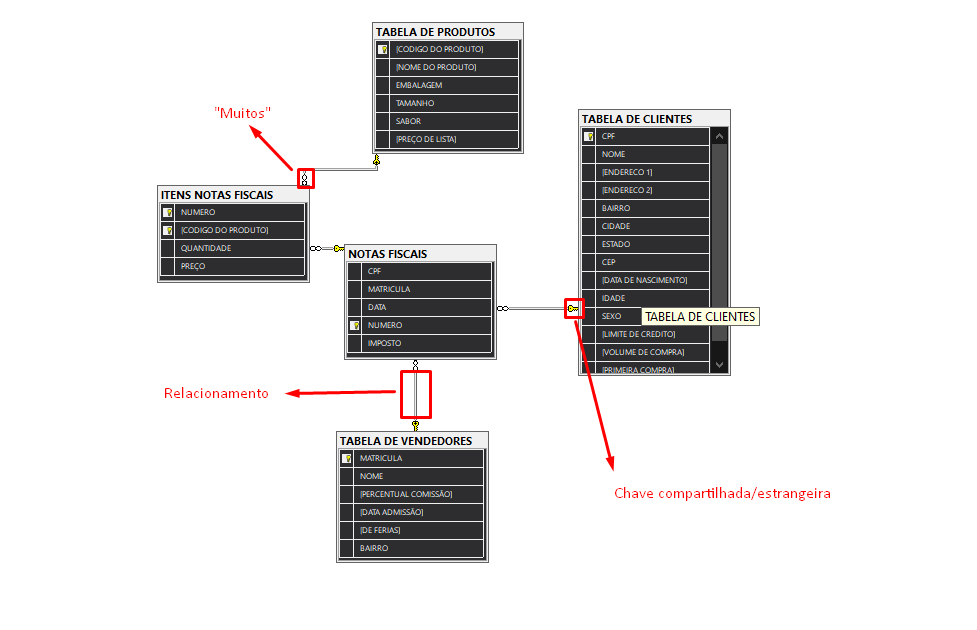 TABELA DE PRODUTOS
[CODIGO DO PRODUTO]
[NOME DO PRODUTO]
EMBALAGEM
TAMANHO
SABOR
[PREÇO DE LISTA]
"Muitos"
TABELA DE CLIENTES
CPF
NOME
[ENDERECO 1]
[ENDERECO 2]
BAIRRO
CIDADE
ESTADO
CEP
[DATA DE NASCIMENTO]
IDADE
SEXO
TABELA DE CLIENTES
[LIMITE DE CREDITO]
[VOLUME DE COMPRA]
[PRIMEIRA COMPRA]
ITENS NOTAS FISCAIS
NUMERO
[CODIGO DO PRODUTO]
QUANTIDADE
PREÇO
NOTAS FISCAIS
CPF
MATRICULA
DATA
NUMERO
IMPOSTO
Relacionamento
TABELA DE VENDEDORES
MATRICULA
NOME
[PERCENTUAL COMISSÃO]
[DATA ADMISSÃO]
[DE FERIAS]
BAIRRO
Chave compartilhada/estrangeira